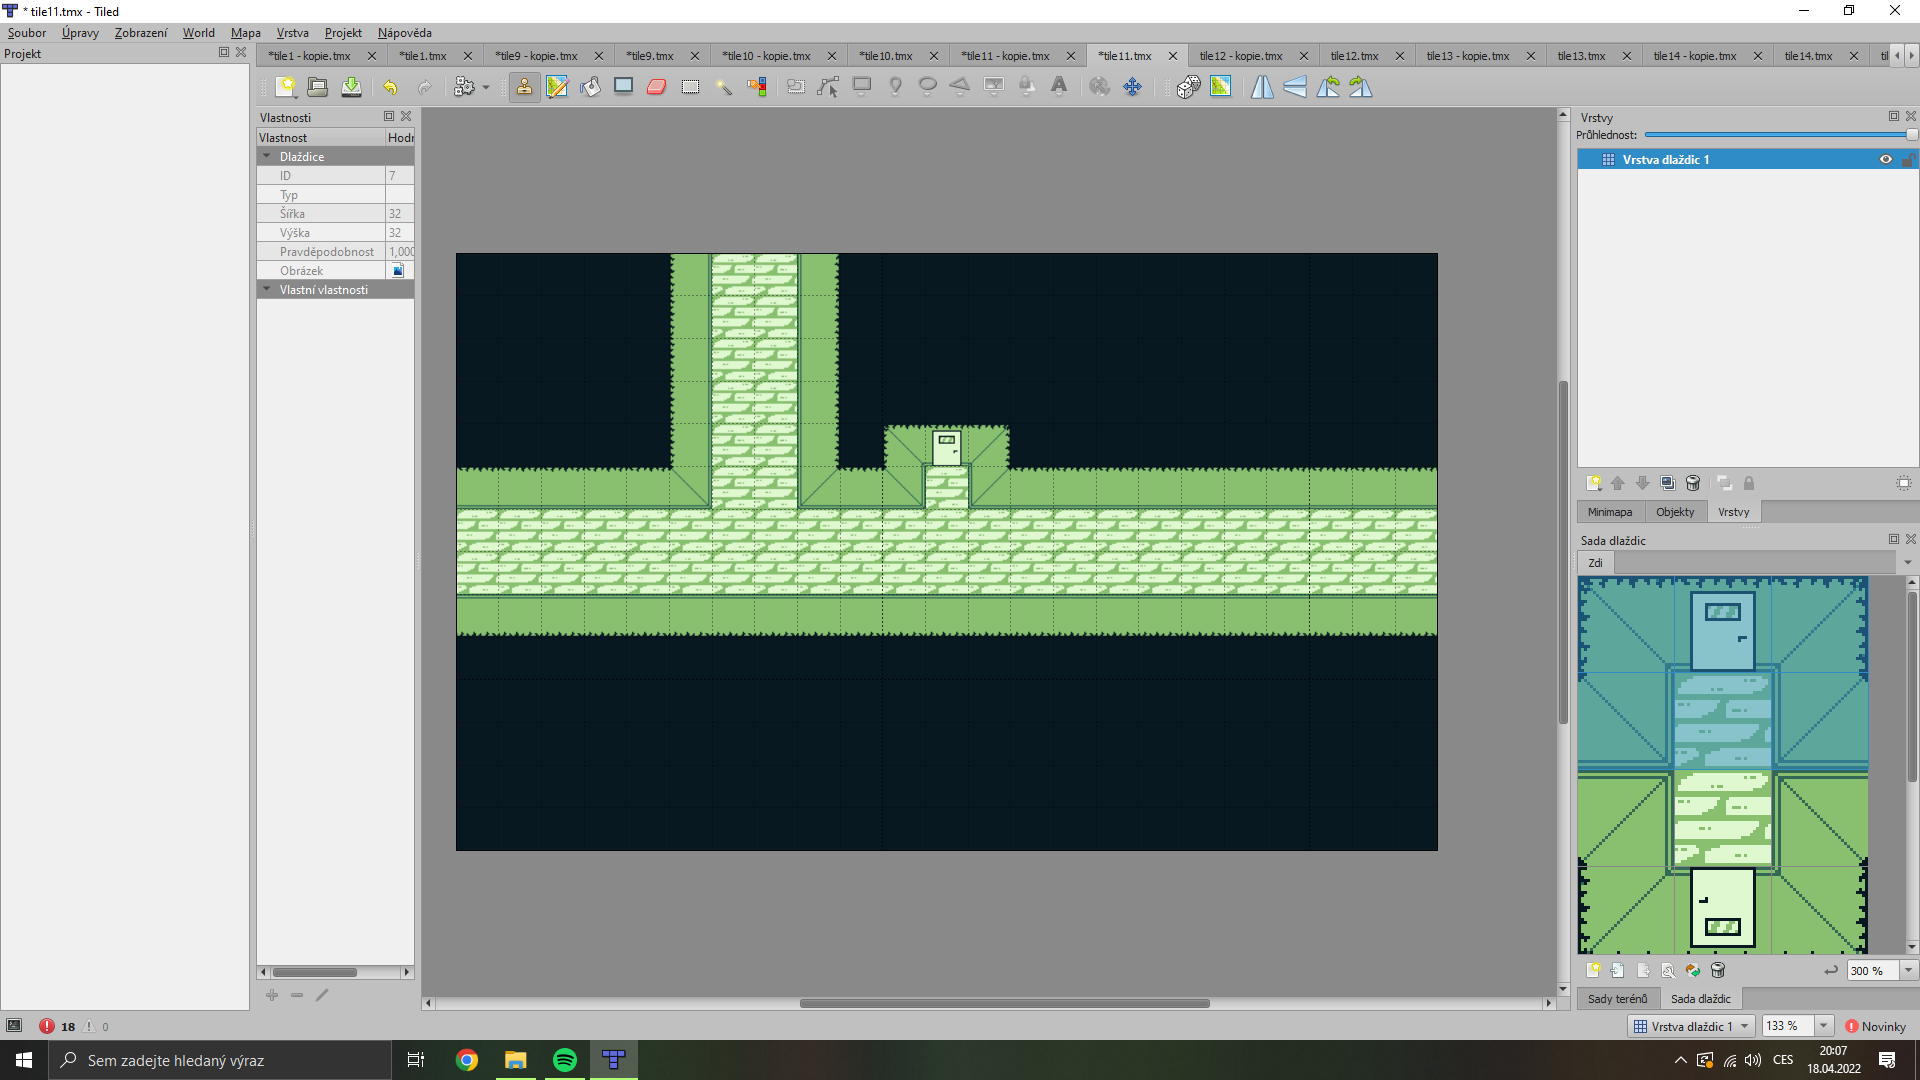 * tile11.tmx - Tiled
Soubor Úpravy Zobrazení World Mapa Vrstva Projekt Nápověda
Projekt
*tile1 - kopie.tmx *tile1.tmx *tile9 - kopie.tmx *tile9.tmx *tile10 - kopie.tmx *tile10.tmx *tile11 - kopie.tmx *tile11.tmx tile12 - kopie.tmx tile12.tmx tile13 - kopie.tmx tile13.tmx tile14 - kopie.tmx tile14.tmx til
Vlastnosti
Vlastnost Hodr
Dlaždice
ID 7
Typ
Šířka 32
Výška 32
Pravděpodobnost 1,000
Obrázek
Vlastní vlastnosti
Vrstvy
Průhlednost:
Vrstva dlaždic 1
Minimapa Objekty Vrstvy
Sada dlaždic
Zdi
300 %
Sady terénů Sada dlaždic
18 0
Vrstva dlaždic 1 133 % Novinky
Sem zadejte hledaný výraz
CES
20:07
18.04.2022